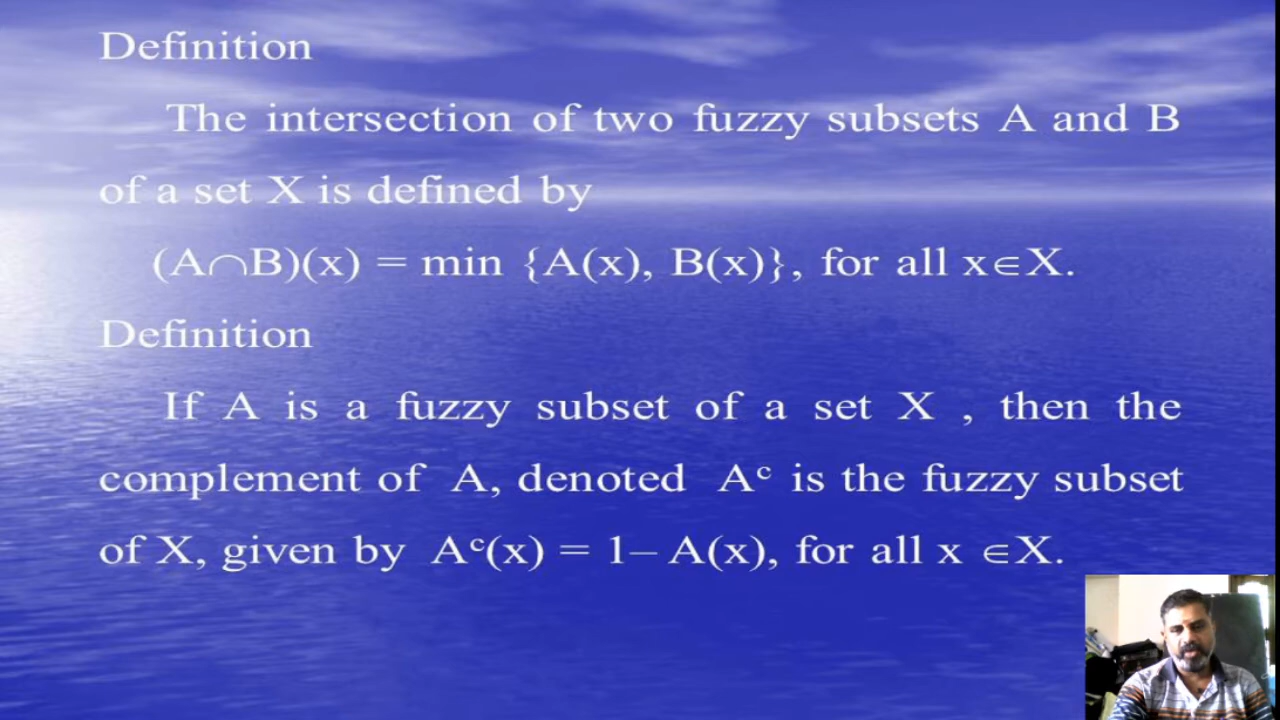 Definition
The intersection of two fuzzy subsets A and B
of a set X is defined by
(A∩B)(x) = min {A(x), B(x)}, for all x∈X.
Definition
If A is a fuzzy subset of a set X , then the
complement of A, denoted Aᶜ is the fuzzy subset
of X, given by Aᶜ(x) = 1– A(x), for all x ∈X.